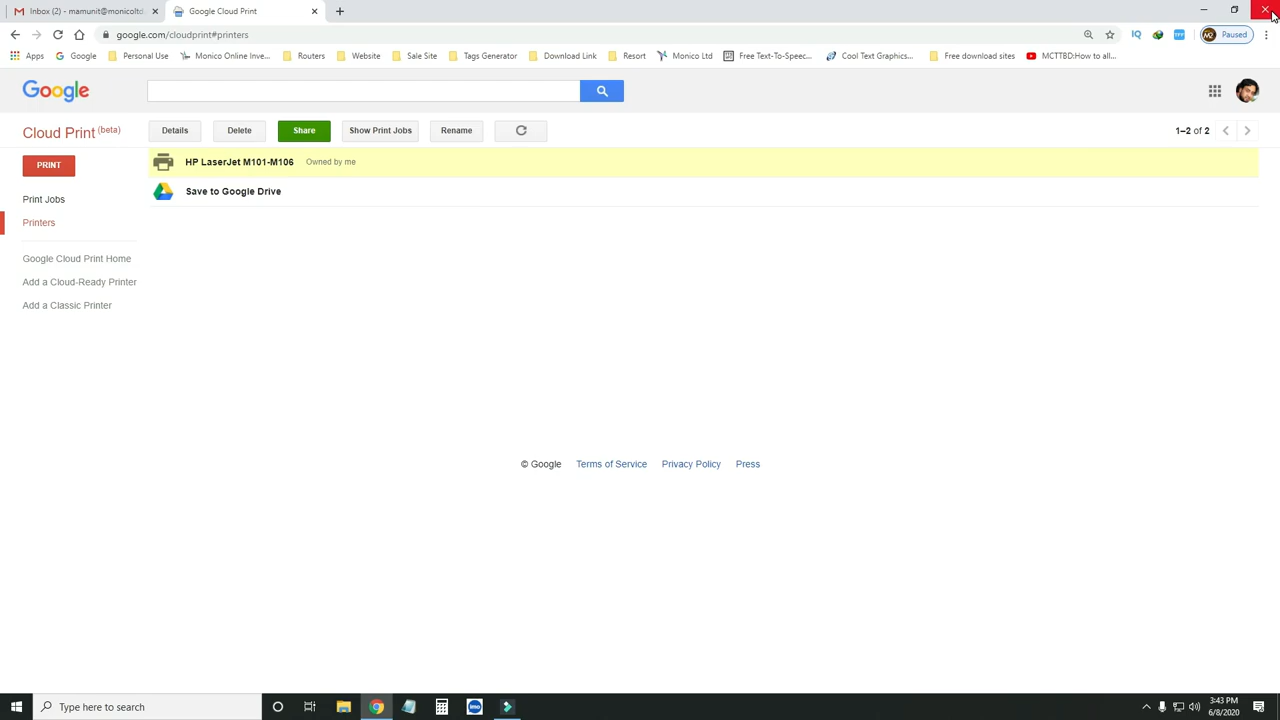 Inbox (2) - mamunit@monicoltd.
Google Cloud Print
google.com/cloudprint#printers
Paused
Apps
Google
Personal Use
Monico Online Inve...
Routers
Website
Sale Site
Tags Generator
Download Link
Resort
Monico Ltd
Free Text-To-Speec...
Cool Text Graphics...
Free download sites
MCTTBD:How to all...
Google
Cloud Print (beta)
Details
Delete
Share
Show Print Jobs
Rename
1–2 of 2
PRINT
HP LaserJet M101-M106 Owned by me
Save to Google Drive
Print Jobs
Printers
Google Cloud Print Home
Add a Cloud-Ready Printer
Add a Classic Printer
© Google Terms of Service Privacy Policy Press
Type here to search
imo
3:43 PM
6/8/2020